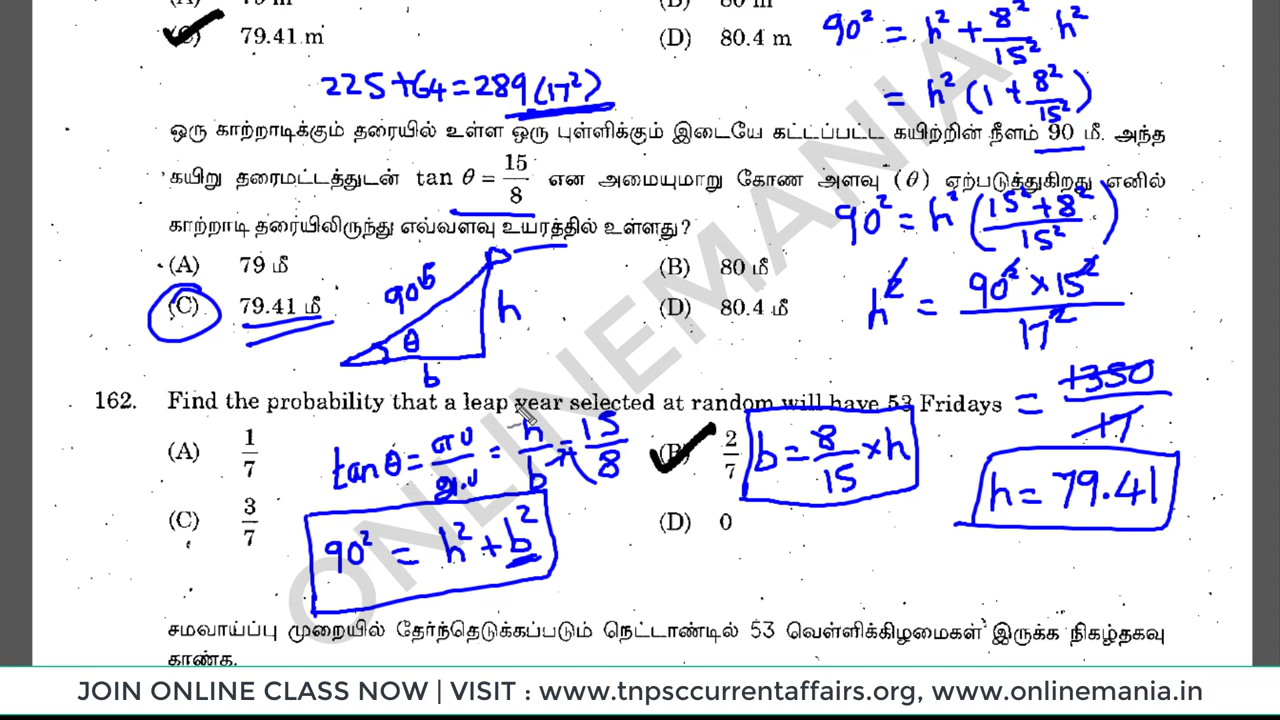 (A) 79 m (B) 80 m
(C) 79.41 m (D) 80.4 m
90² = h² + 8²/15² h²
225 + 64 = 289 (17²)
= h² (1 + 8²/15²)
ஒரு காற்றாடிக்கும் தரையில் உள்ள ஒரு புள்ளிக்கும் இடையே கட்டப்பட்ட கயிற்றின் நீளம் 90 மீ. அந்த
கயிறு தரைமட்டத்துடன் tan θ = 15/8 என அமையுமாறு கோண அளவு (θ) ஏற்படுத்துகிறது எனில்
காற்றாடி தரையிலிருந்து எவ்வளவு உயரத்தில் உள்ளது?
90² = h² (15² + 8²/15²)
(A) 79 மீ (B) 80 மீ
(C) 79.41 மீ (D) 80.4 மீ
90 h θ b
h² = 90² × 15²/17²
162. Find the probability that a leap year selected at random will have 53 Fridays
= 1350/17
(A) 1/7 (B) 2/7
tan θ = எ.ப/அ.ப = h/b = 15/8
b = 8/15 × h
h = 79.41
(C) 3/7 (D) 0
90² = h² + b²
சமவாய்ப்பு முறையில் தேர்ந்தெடுக்கப்படும் நெட்டாண்டில் 53 வெள்ளிக்கிழமைகள் இருக்க நிகழ்தகவு
காண்க.
JOIN ONLINE CLASS NOW | VISIT : www.tnpsccurrentaffairs.org, www.onlinemania.in
ONLINEMANIA